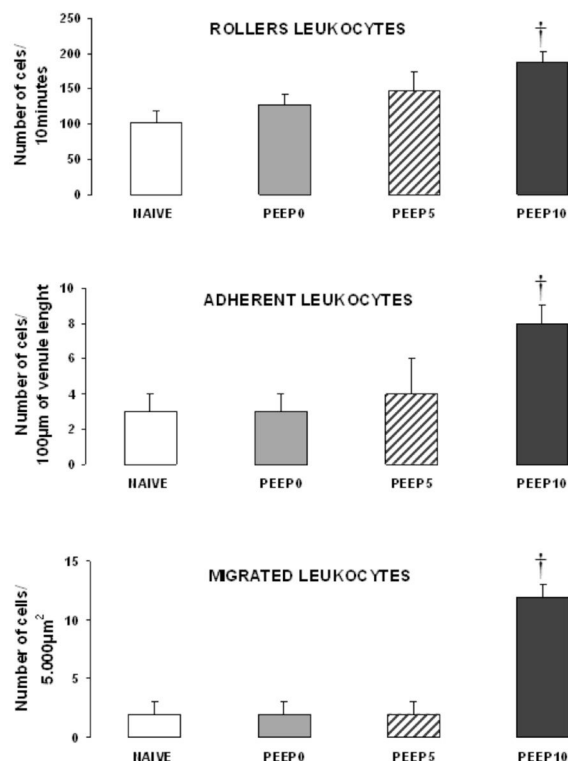 ROLLERS LEUKOCYTES
Number of cels/
10minutes
250
200
150
100
50
0
†
NAIVE PEEP0 PEEP5 PEEP10
ADHERENT LEUKOCYTES
Number of cels/
100µm of venule lenght
10
8
6
4
2
0
†
NAIVE PEEP0 PEEP5 PEEP10
MIGRATED LEUKOCYTES
Number of cells/
5.000µm²
15
10
5
0
†
NAIVE PEEP0 PEEP5 PEEP10